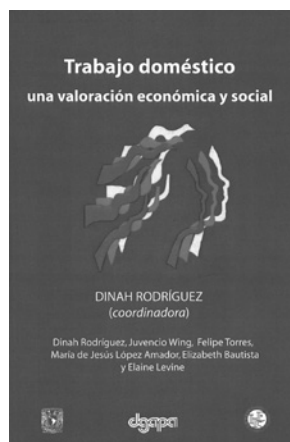 Trabajo doméstico
una valoración económica y social
DINAH RODRÍGUEZ
(coordinadora)
Dinah Rodríguez, Juvencio Wing, Felipe Torres,
María de Jesús López Amador, Elizabeth Bautista
y Elaine Levine
dgapa